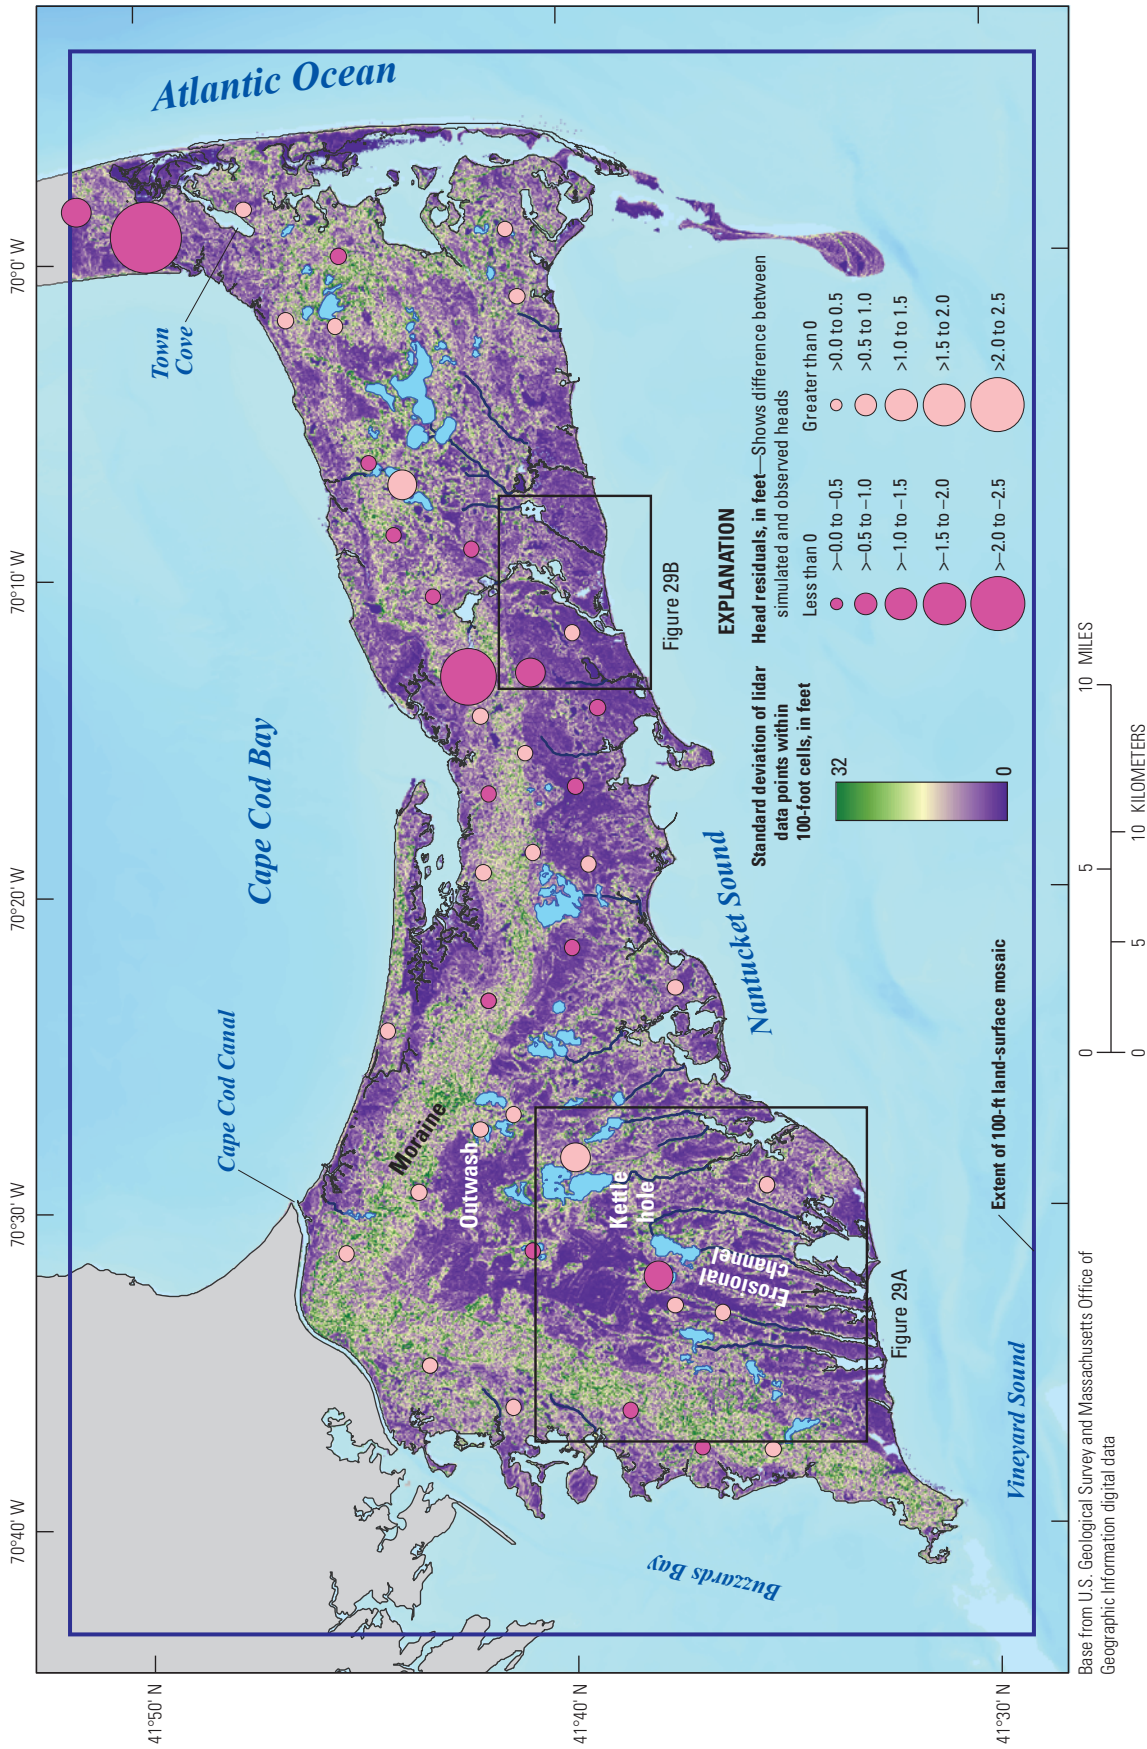 70°40' W
70°30' W
70°20' W
70°10' W
70°0' W
41°50' N
41°40' N
41°30' N
Atlantic Ocean
Town
Cove
Cape Cod Bay
Cape Cod Canal
Moraine
Outwash
Kettle
hole
Erosional
channel
Buzzards Bay
Vineyard Sound
Nantucket Sound
Figure 29A
Figure 29B
Extent of 100-ft land-surface mosaic
EXPLANATION
Standard deviation of lidar
data points within
100-foot cells, in feet
32
0
Head residuals, in feet—Shows difference between
simulated and observed heads
Less than 0
>−0.0 to −0.5
>−0.5 to −1.0
>−1.0 to −1.5
>−1.5 to −2.0
>−2.0 to −2.5
Greater than 0
>0.0 to 0.5
>0.5 to 1.0
>1.0 to 1.5
>1.5 to 2.0
>2.0 to 2.5
Base from U.S. Geological Survey and Massachusetts Office of
Geographic Information digital data
0 5 10 MILES
0 5 10 KILOMETERS